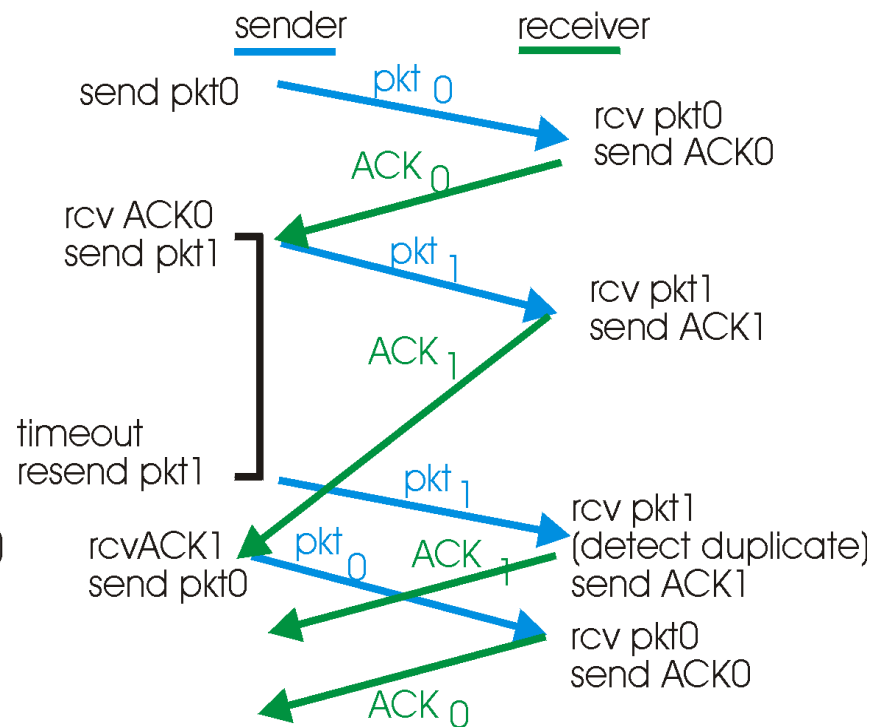 sender
receiver
send pkt0
pkt 0
rcv pkt0
send ACK0
ACK 0
rcv ACK0
send pkt1
pkt 1
rcv pkt1
send ACK1
ACK 1
timeout
resend pkt1
pkt 1
rcv pkt1
(detect duplicate)
send ACK1
rcvACK1
send pkt0
pkt 0
ACK 1
rcv pkt0
send ACK0
ACK 0